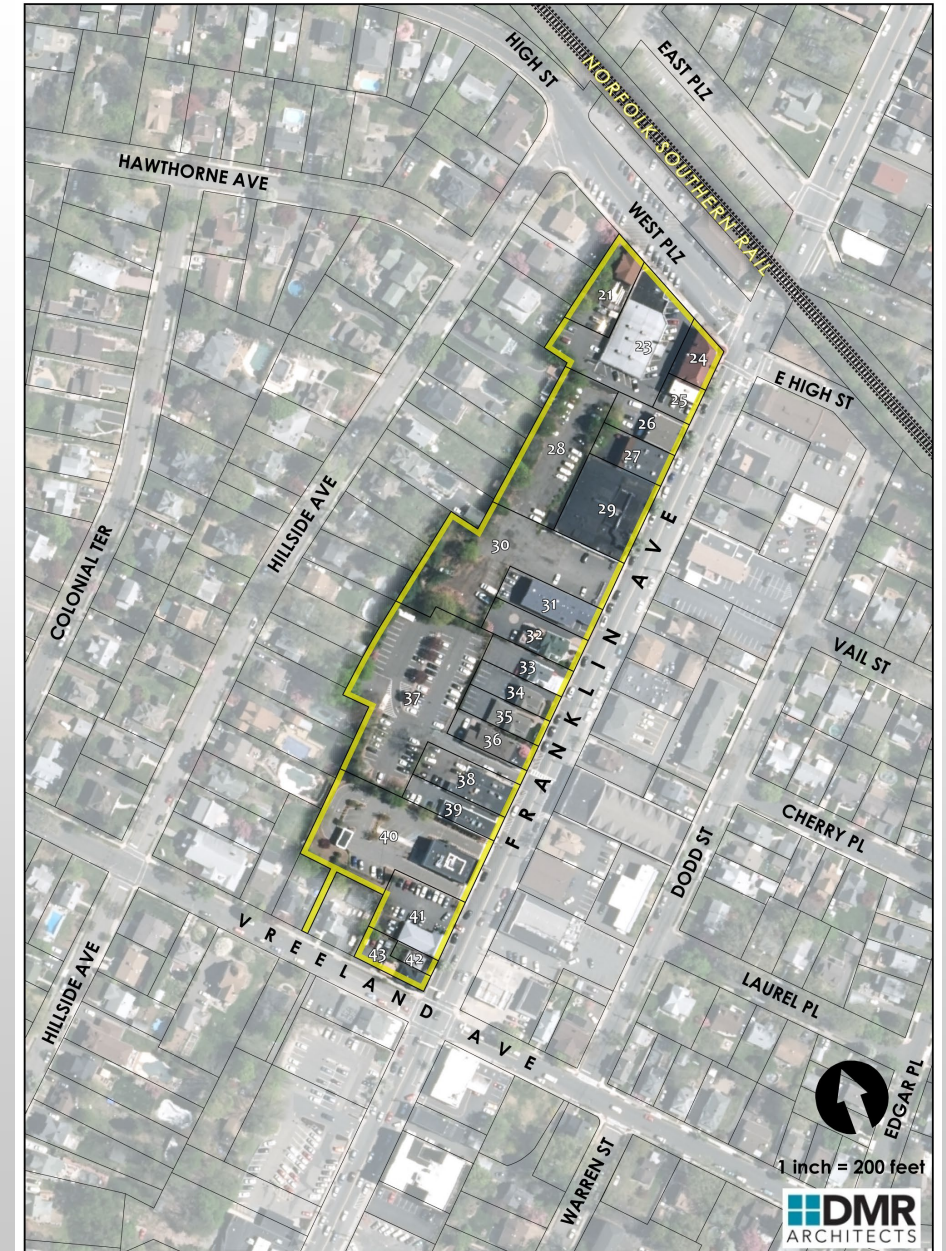 HIGH ST
EAST PLZ
NORFOLK SOUTHERN RAIL
HAWTHORNE AVE
WEST PLZ
21
23
24
E HIGH ST
25
26
27
28
29
HILLSIDE AVE
30
COLONIAL TER
31
32
33
34
35
36
37
38
39
40
41
42
43
FRANKLIN AVE
VAIL ST
CHERRY PL
DODD ST
VREELAND AVE
HILLSIDE AVE
LAUREL PL
EDGAR PL
WARREN ST
1 inch = 200 feet
DMR
ARCHITECTS